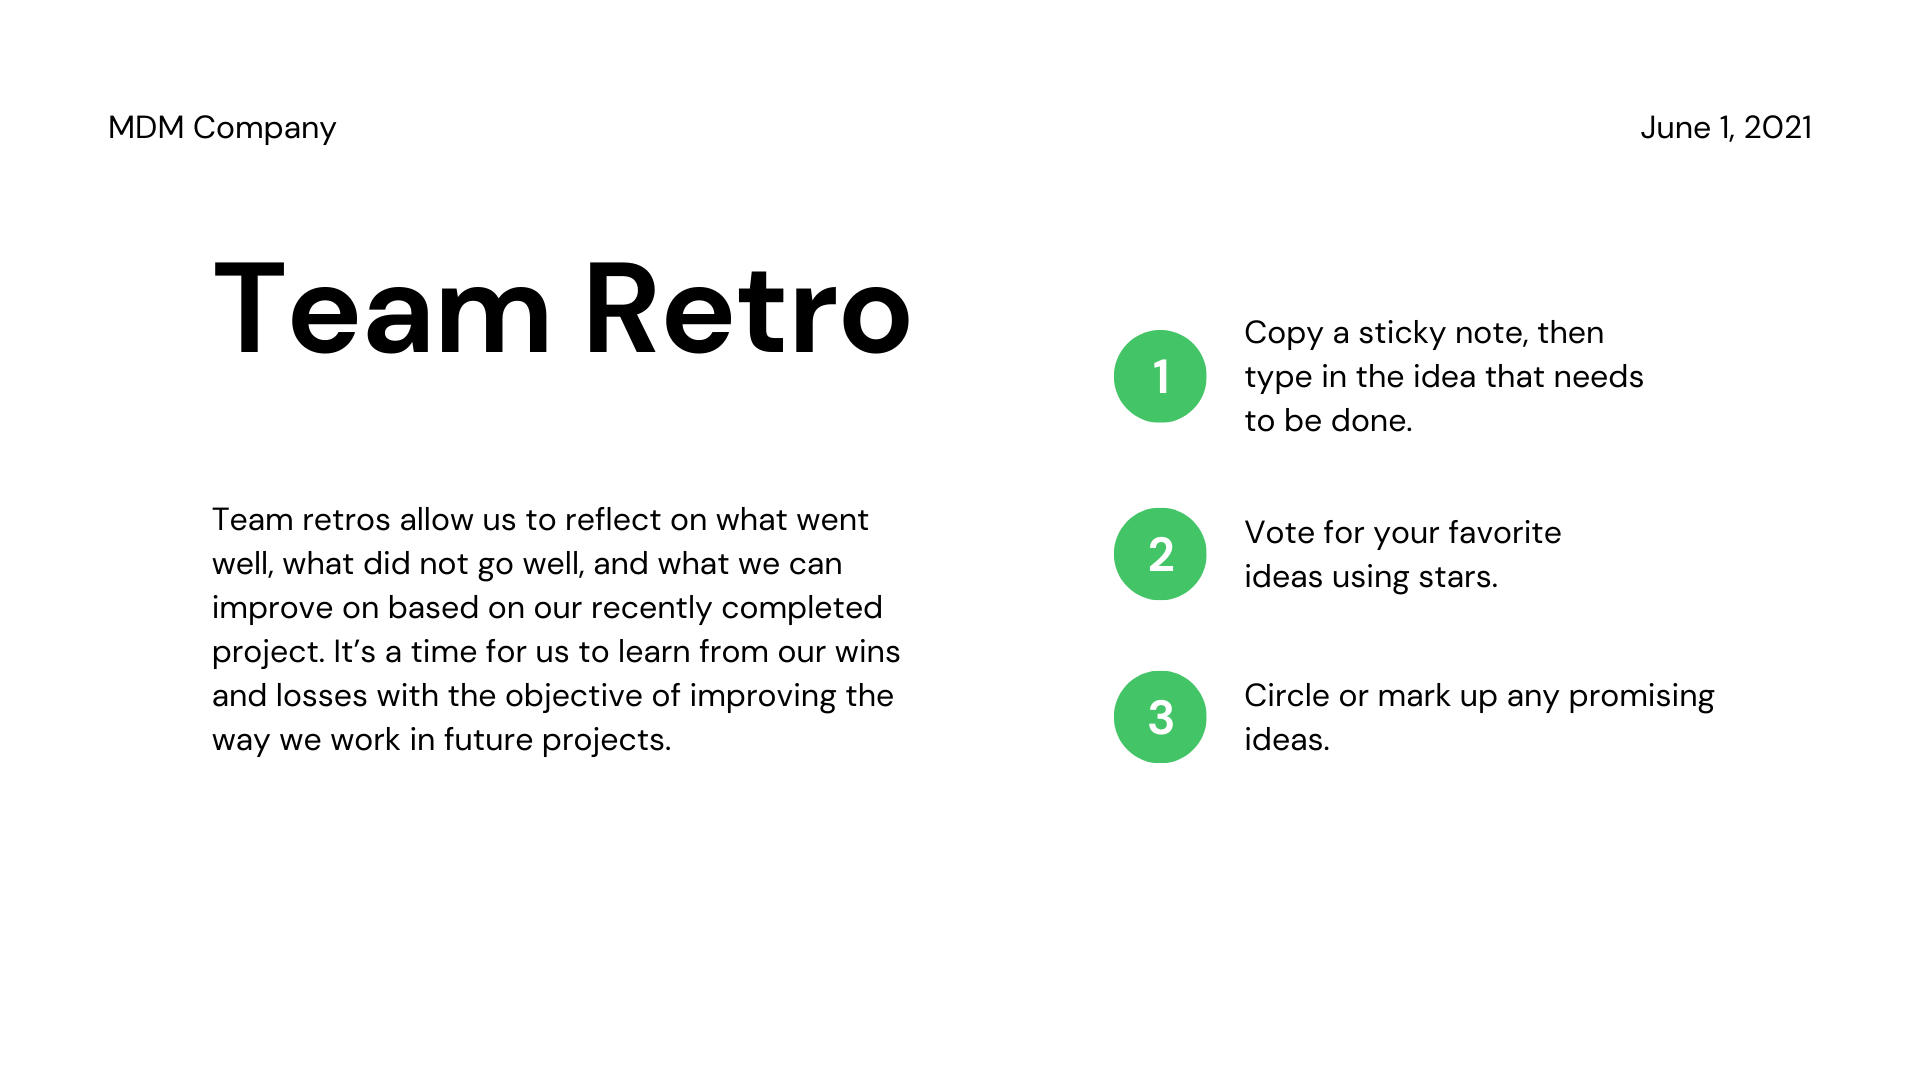 MDM Company
June 1, 2021
Team Retro
Team retros allow us to reflect on what went
well, what did not go well, and what we can
improve on based on our recently completed
project. It’s a time for us to learn from our wins
and losses with the objective of improving the
way we work in future projects.
1
Copy a sticky note, then
type in the idea that needs
to be done.
2
Vote for your favorite
ideas using stars.
3
Circle or mark up any promising
ideas.